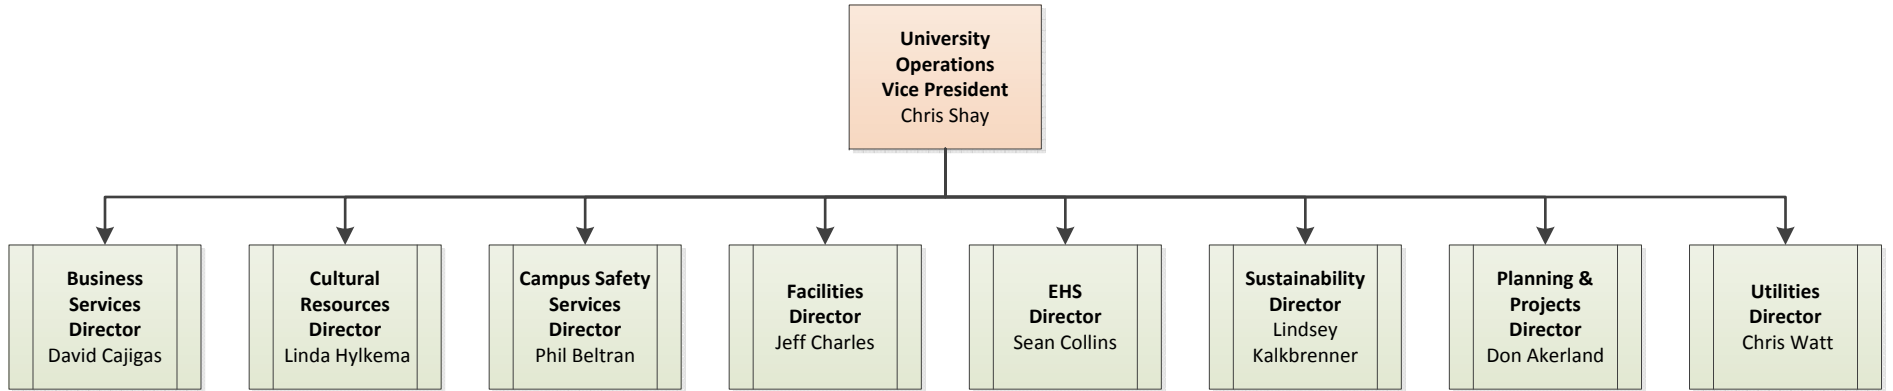 University
Operations
Vice President
Chris Shay
Business
Services
Director
David Cajigas
Cultural
Resources
Director
Linda Hylkema
Campus Safety
Services
Director
Phil Beltran
Facilities
Director
Jeff Charles
EHS
Director
Sean Collins
Sustainability
Director
Lindsey
Kalkbrenner
Planning &
Projects
Director
Don Akerland
Utilities
Director
Chris Watt